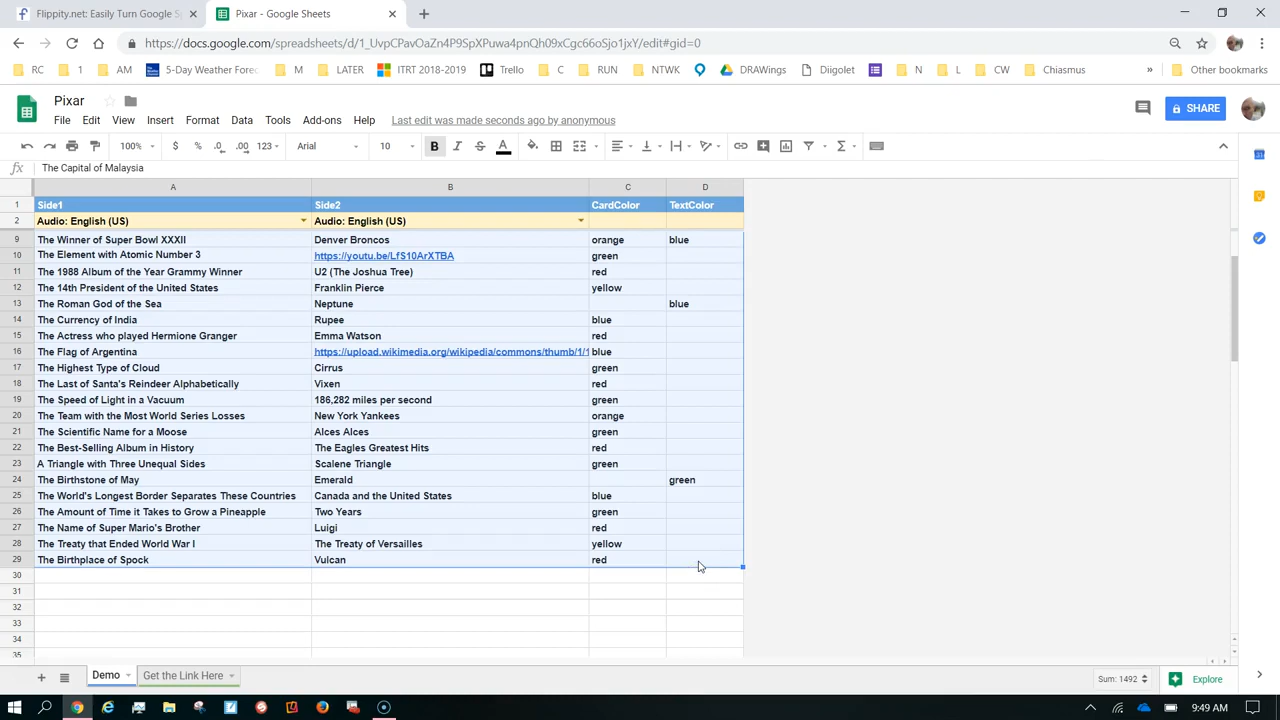 Flippity.net: Easily Turn Google S
Pixar - Google Sheets
https://docs.google.com/spreadsheets/d/1_UvpCPavOaZn4P9SpXPuwa4pnQh09xCgc66oSjo1jxY/edit#gid=0
RC 1 AM 5-Day Weather Fore M LATER ITRT 2018-2019 Trello C RUN NTWK DRAWings Diigolet N L CW Chiasmus » Other bookmarks
Pixar
File Edit View Insert Format Data Tools Add-ons Help Last edit was made seconds ago by anonymous
SHARE
100% $ % .0 .00 123 Arial 10 B I S A
fx The Capital of Malaysia
A B C D
1 Side1 Side2 CardColor TextColor
2 Audio: English (US) Audio: English (US)
9 The Winner of Super Bowl XXXII Denver Broncos orange blue
10 The Element with Atomic Number 3 https://youtu.be/LfS10ArXTBA green
11 The 1988 Album of the Year Grammy Winner U2 (The Joshua Tree) red
12 The 14th President of the United States Franklin Pierce yellow
13 The Roman God of the Sea Neptune blue
14 The Currency of India Rupee blue
15 The Actress who played Hermione Granger Emma Watson red
16 The Flag of Argentina https://upload.wikimedia.org/wikipedia/commons/thumb/1/1 blue
17 The Highest Type of Cloud Cirrus green
18 The Last of Santa's Reindeer Alphabetically Vixen red
19 The Speed of Light in a Vacuum 186,282 miles per second green
20 The Team with the Most World Series Losses New York Yankees orange
21 The Scientific Name for a Moose Alces Alces green
22 The Best-Selling Album in History The Eagles Greatest Hits red
23 A Triangle with Three Unequal Sides Scalene Triangle green
24 The Birthstone of May Emerald green
25 The World's Longest Border Separates These Countries Canada and the United States blue
26 The Amount of Time it Takes to Grow a Pineapple Two Years green
27 The Name of Super Mario's Brother Luigi red
28 The Treaty that Ended World War I The Treaty of Versailles yellow
29 The Birthplace of Spock Vulcan red
30
31
32
33
34
35
Demo Get the Link Here Sum: 1492 Explore
9:49 AM